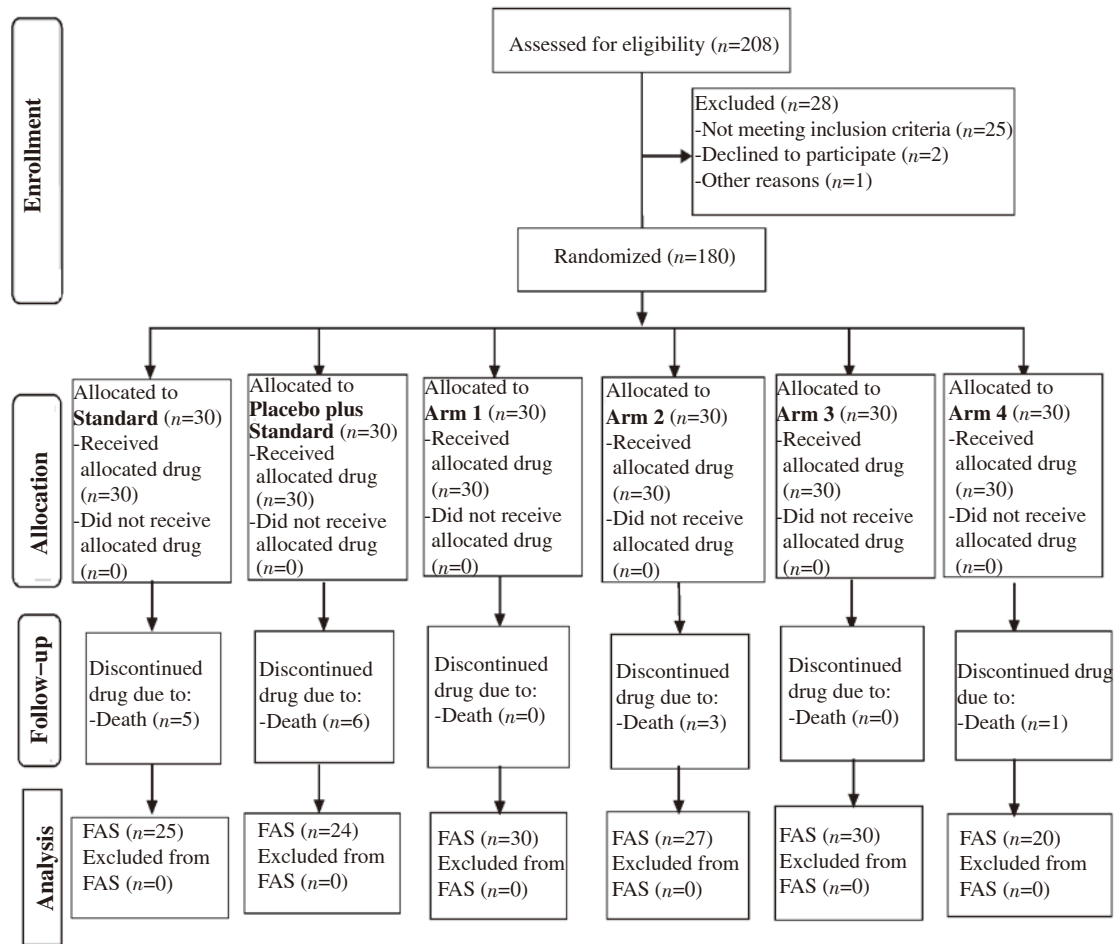 Enrollment
Assessed for eligibility (n=208)
Excluded (n=28)
-Not meeting inclusion criteria (n=25)
-Declined to participate (n=2)
-Other reasons (n=1)
Randomized (n=180)
Allocation
Allocated to
Standard (n=30)
-Received
allocated drug
(n=30)
-Did not receive
allocated drug
(n=0)
Allocated to
Placebo plus
Standard (n=30)
-Received
allocated drug
(n=30)
-Did not receive
allocated drug
(n=0)
Allocated to
Arm 1 (n=30)
-Received
allocated drug
(n=30)
-Did not receive
allocated drug
(n=0)
Allocated to
Arm 2 (n=30)
-Received
allocated drug
(n=30)
-Did not receive
allocated drug
(n=0)
Allocated to
Arm 3 (n=30)
-Received
allocated drug
(n=30)
-Did not receive
allocated drug
(n=0)
Allocated to
Arm 4 (n=30)
-Received
allocated drug
(n=30)
-Did not receive
allocated drug
(n=0)
Follow-up
Discontinued
drug due to:
-Death (n=5)
Discontinued
drug due to:
-Death (n=6)
Discontinued
drug due to:
-Death (n=0)
Discontinued
drug due to:
-Death (n=3)
Discontinued
drug due to:
-Death (n=0)
Discontinued drug
due to:
-Death (n=1)
Analysis
FAS (n=25)
Excluded from
FAS (n=0)
FAS (n=24)
Excluded from
FAS (n=0)
FAS (n=30)
Excluded from
FAS (n=0)
FAS (n=27)
Excluded from
FAS (n=0)
FAS (n=30)
Excluded from
FAS (n=0)
FAS (n=20)
Excluded from
FAS (n=0)